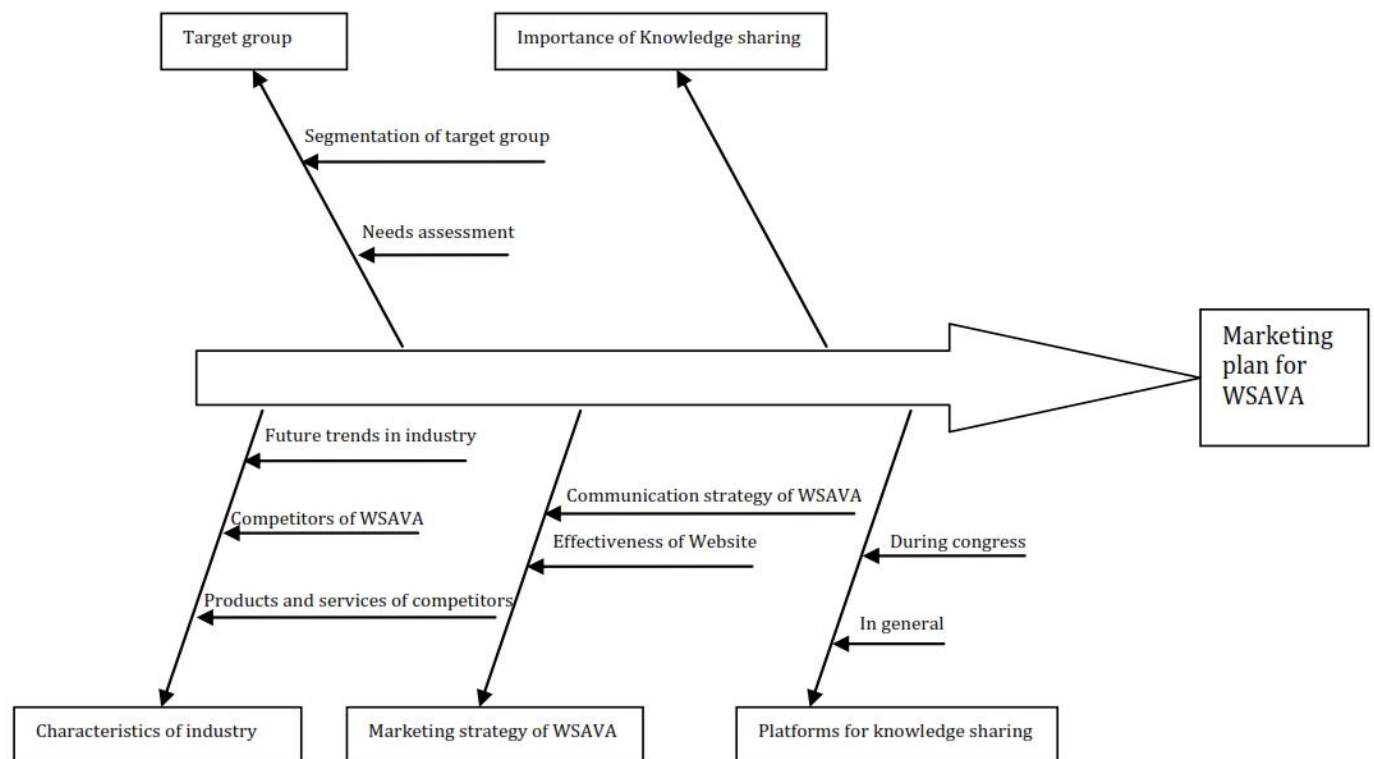 Target group
Importance of Knowledge sharing
Segmentation of target group
Needs assessment
Marketing
plan for
WSAVA
Future trends in industry
Communication strategy of WSAVA
Competitors of WSAVA
Effectiveness of Website
During congress
Products and services of competitors
In general
Characteristics of industry
Marketing strategy of WSAVA
Platforms for knowledge sharing